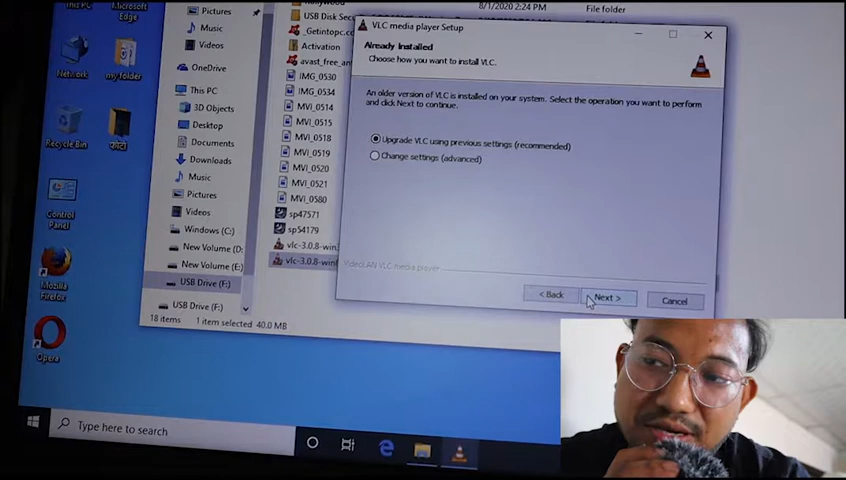 This PC
Microsoft
Edge
Network
my folder
Recycle Bin
Control
Panel
Mozilla
Firefox
Opera
Pictures
Music
Videos
OneDrive
This PC
3D Objects
Desktop
Documents
Downloads
Music
Pictures
Videos
Windows (C:)
New Volume (D:
New Volume (E:)
USB Drive (F:)
USB Drive (F:)
18 items 1 item selected 40.0 MB
8/1/2020 2:24 PM File folder
USB Disk Sec
_Getintopc.co
Activation
avast_free_an
IMG_0530
IMG_0534
MVI_0514
MVI_0515
MVI_0518
MVI_0519
MVI_0520
MVI_0521
MVI_0580
sp47571
sp54179
vlc-3.0.8-win
vlc-3.0.8-win
VLC media player Setup
Already Installed
Choose how you want to install VLC.
An older version of VLC is installed on your system. Select the operation you want to perform
and click Next to continue.
Upgrade VLC using previous settings (recommended)
Change settings (advanced)
VideoLAN VLC media player
< Back Next > Cancel
Type here to search